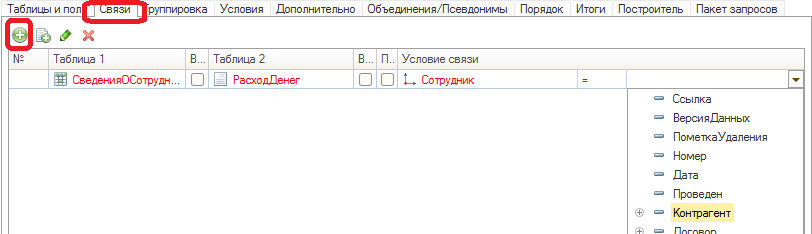 Таблицы и пол Связи Группировка Условия Дополнительно Объединения/Псевдонимы Порядок Итоги Построитель Пакет запросов
№ Таблица 1 В... Таблица 2 В... П... Условие связи
СведенияОСотрудн... РасходДенег Сотрудник =
Ссылка
ВерсияДанных
ПометкаУдаления
Номер
Дата
Проведен
Контрагент
Договор